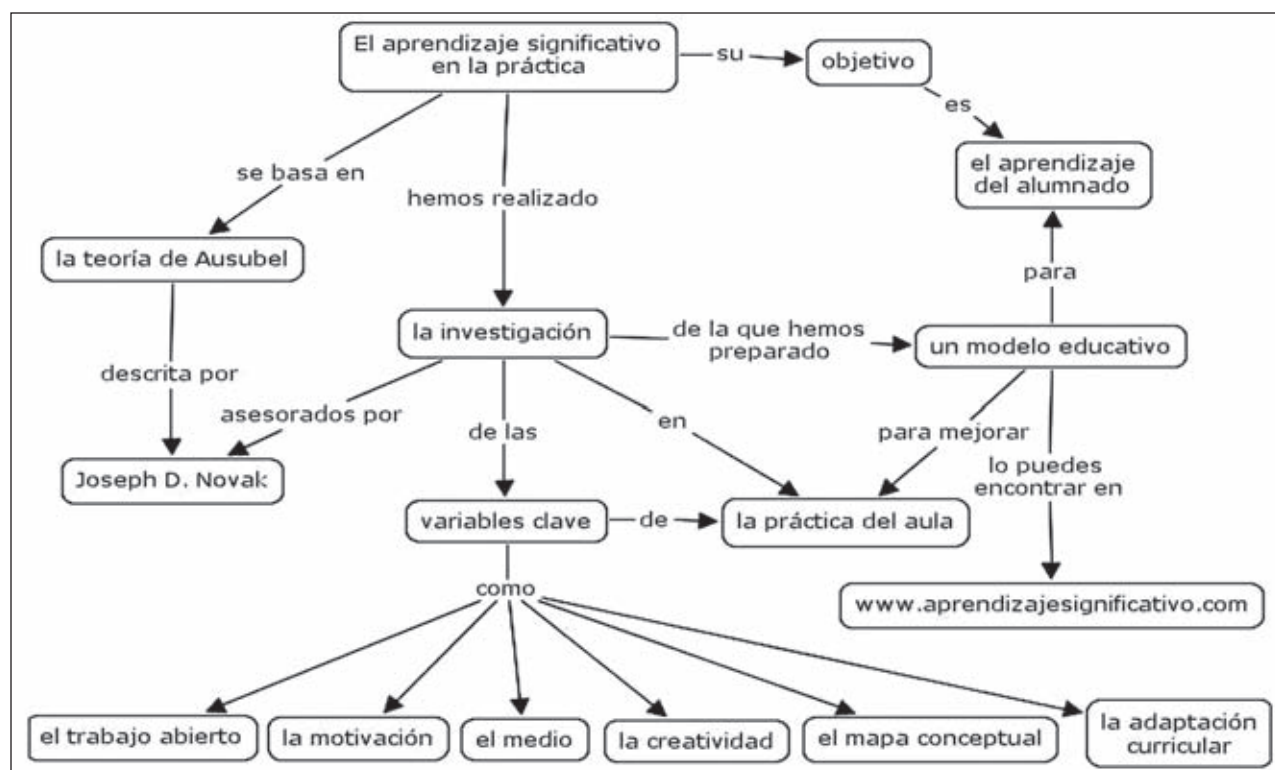 El aprendizaje significativo
en la práctica
su
objetivo
es
el aprendizaje
del alumnado
se basa en
hemos realizado
la teoría de Ausubel
para
la investigación
de la que hemos
preparado
un modelo educativo
descrita por
asesorados por
de las
en
para mejorar
lo puedes
encontrar en
Joseph D. Novak
variables clave
de
la práctica del aula
como
www.aprendizajesignificativo.com
el trabajo abierto
la motivación
el medio
la creatividad
el mapa conceptual
la adaptación
curricular